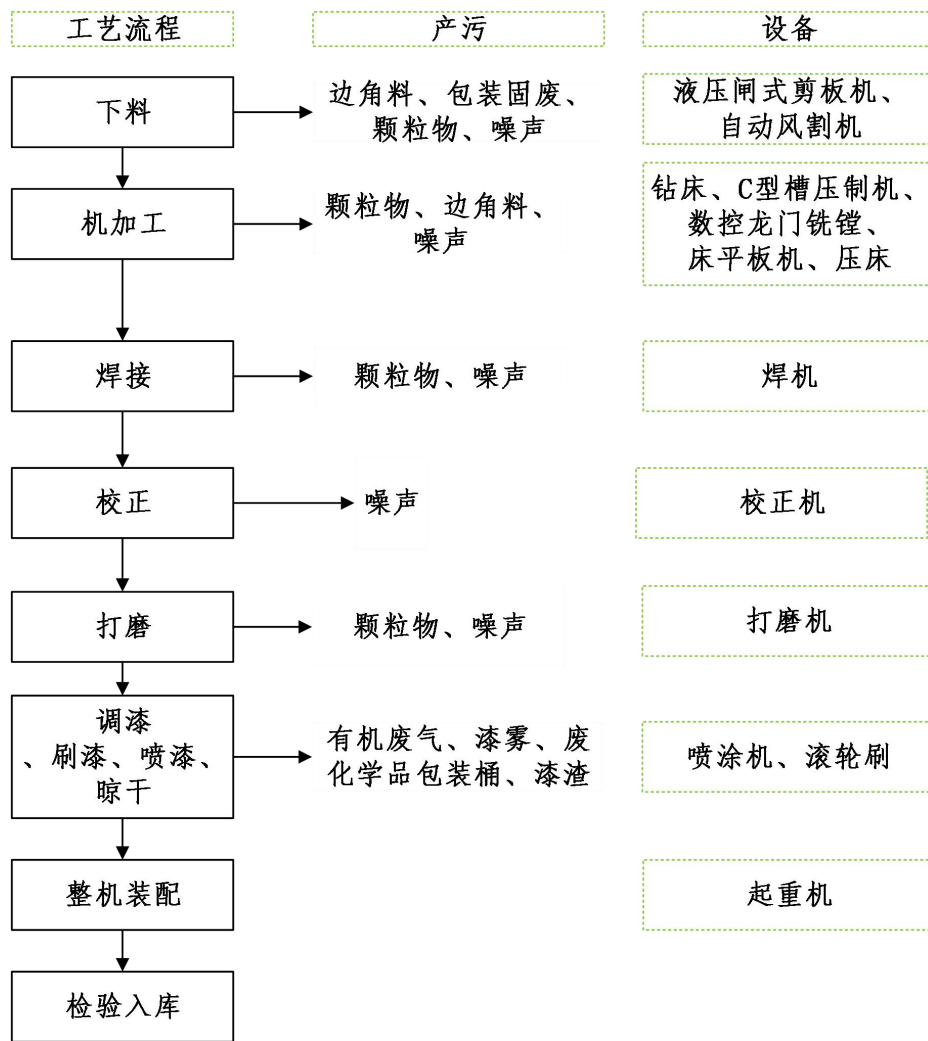 工艺流程
产污
设备
下料
边角料、包装固废、
颗粒物、噪声
液压闸式剪板机、
自动风割机
机加工
颗粒物、边角料、
噪声
钻床、C型槽压制机、
数控龙门铣镗、
床平板机、压床
焊接
颗粒物、噪声
焊机
校正
噪声
校正机
打磨
颗粒物、噪声
打磨机
调漆
、刷漆、喷漆、
晾干
有机废气、漆雾、废
化学品包装桶、漆渣
喷涂机、滚轮刷
整机装配
起重机
检验入库